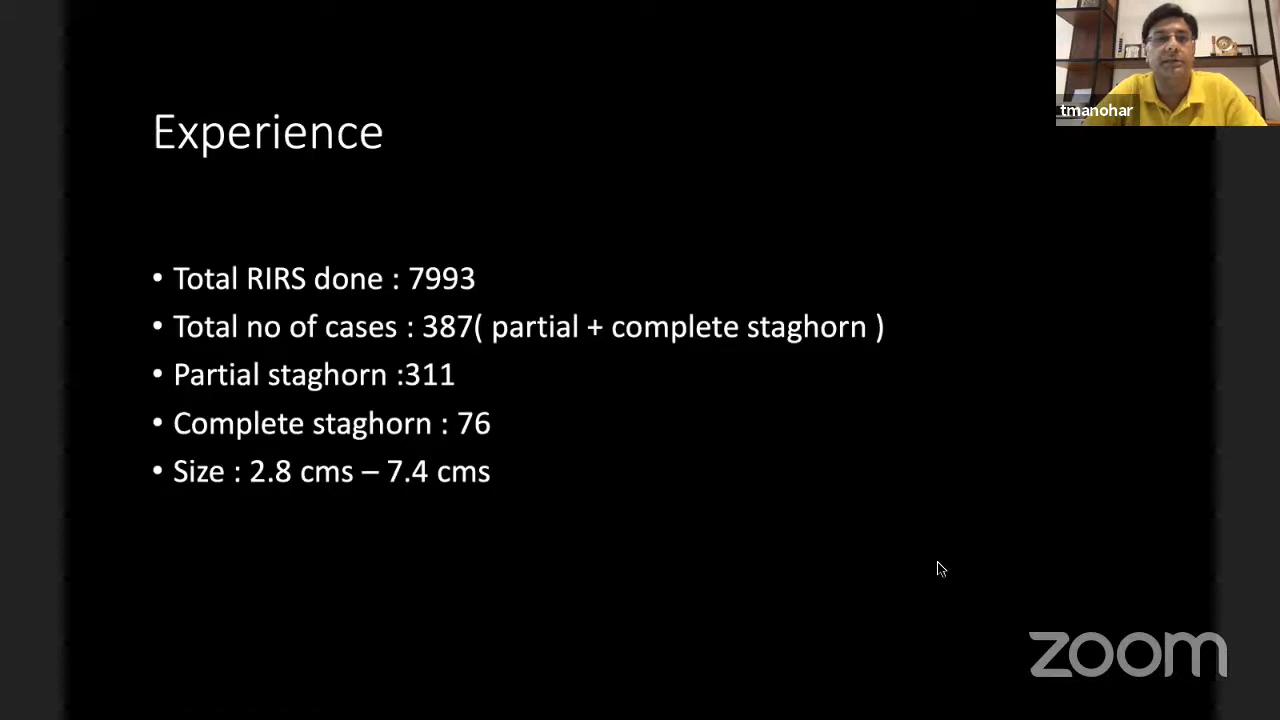 tmanohar
Experience
• Total RIRS done : 7993
• Total no of cases : 387( partial + complete staghorn )
• Partial staghorn :311
• Complete staghorn : 76
• Size : 2.8 cms – 7.4 cms
zoom